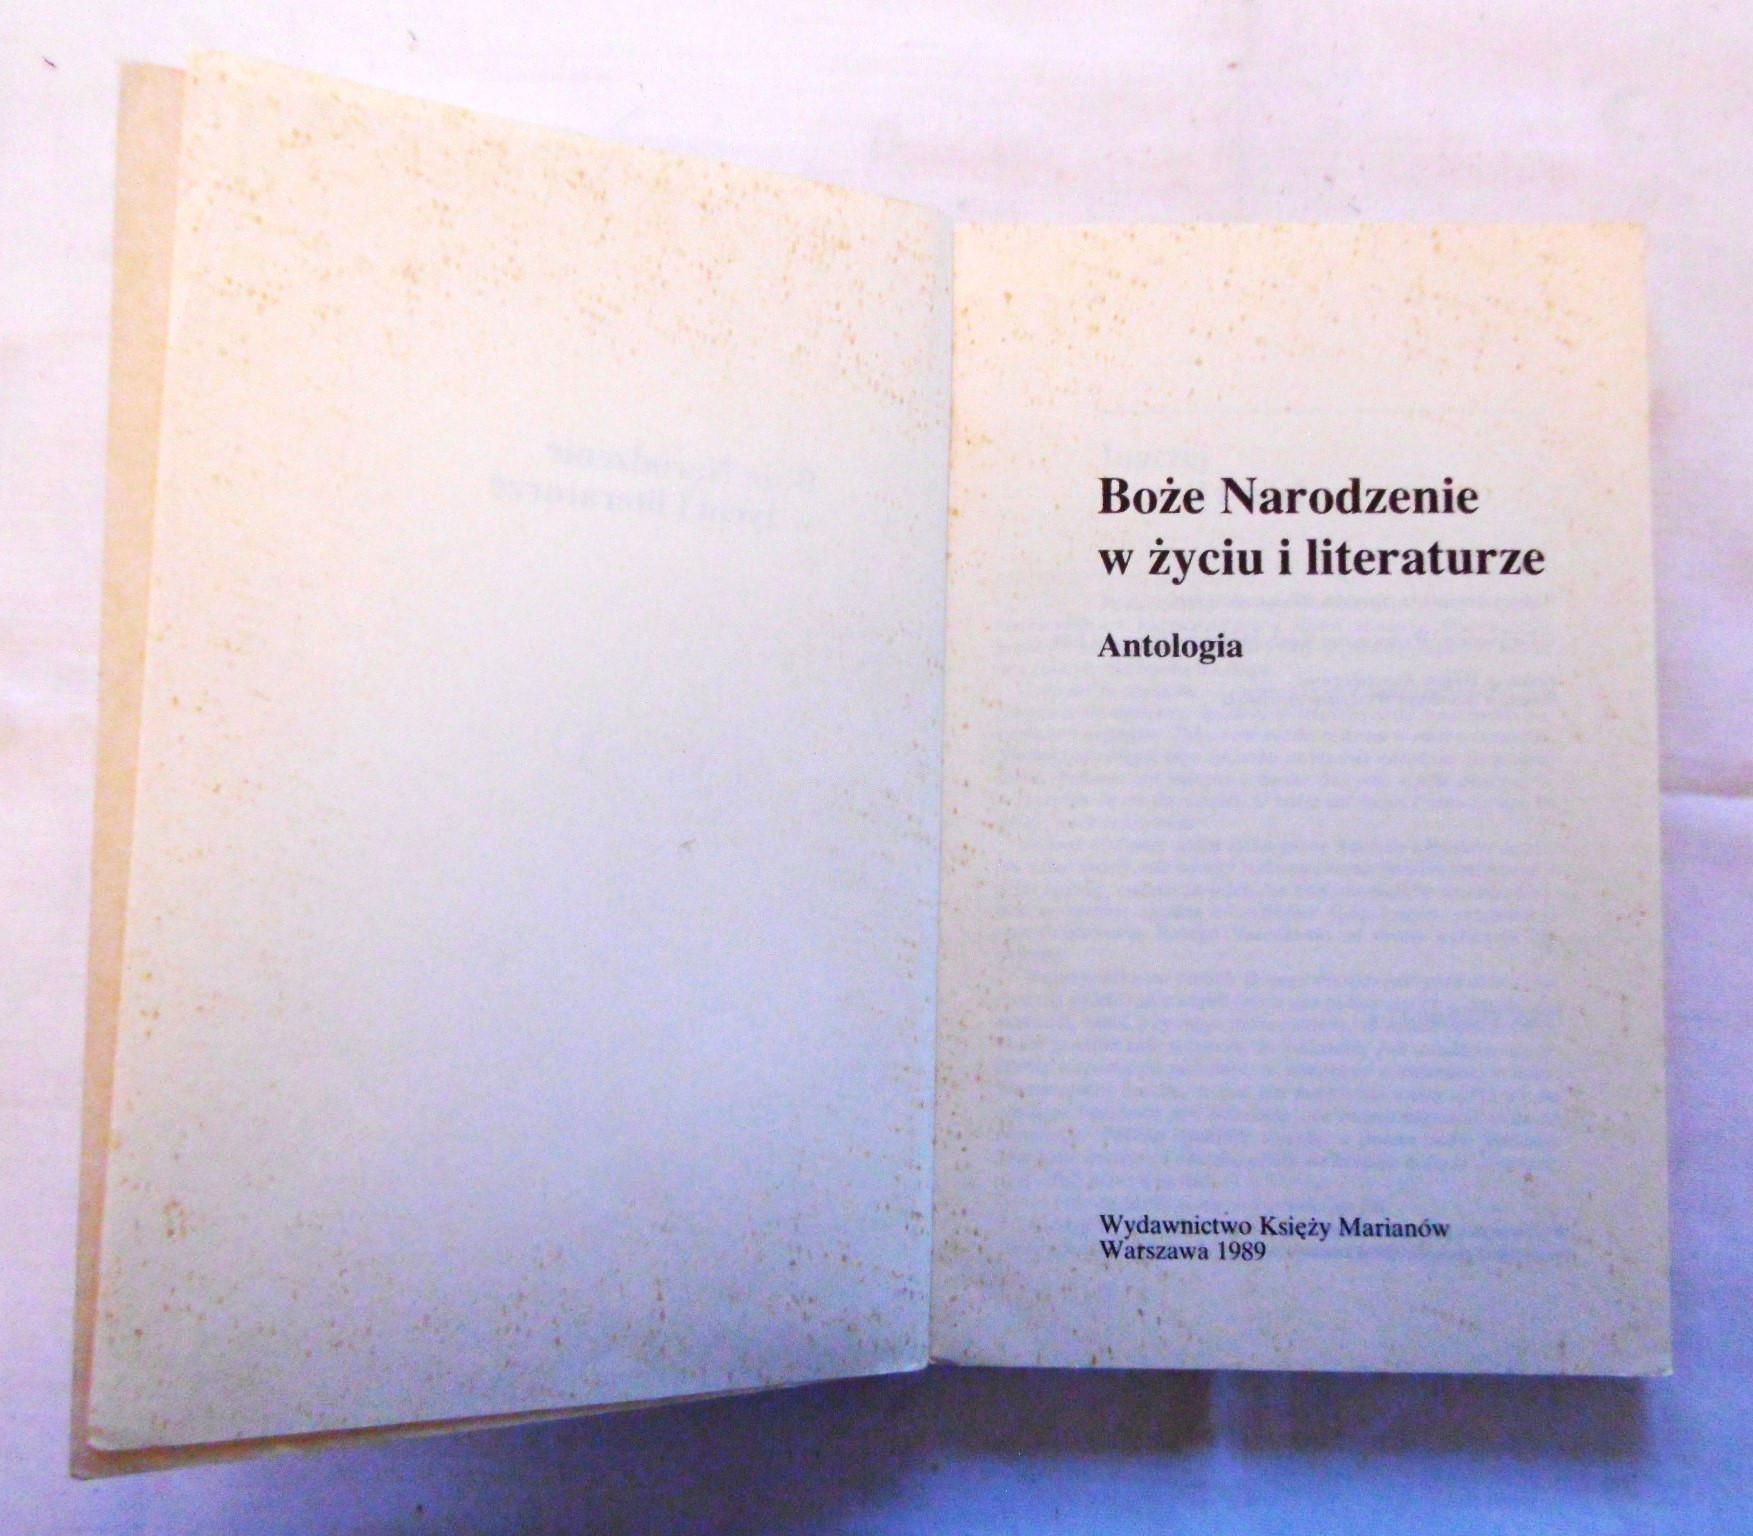 Boże Narodzenie
w życiu i literaturze
Antologia
Wydawnictwo Księży Marianów
Warszawa 1989